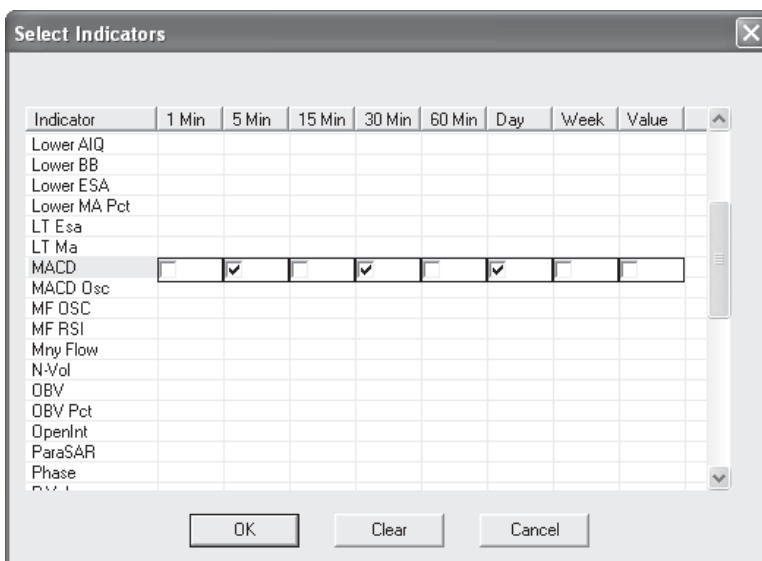 Select Indicators
Indicator 1 Min 5 Min 15 Min 30 Min 60 Min Day Week Value
Lower AIQ
Lower BB
Lower ESA
Lower MA Pct
LT Esa
LT Ma
MACD
MACD Osc
MF OSC
MF RSI
Mny Flow
N-Vol
OBV
OBV Pct
OpenInt
ParaSAR
Phase
OK Clear Cancel